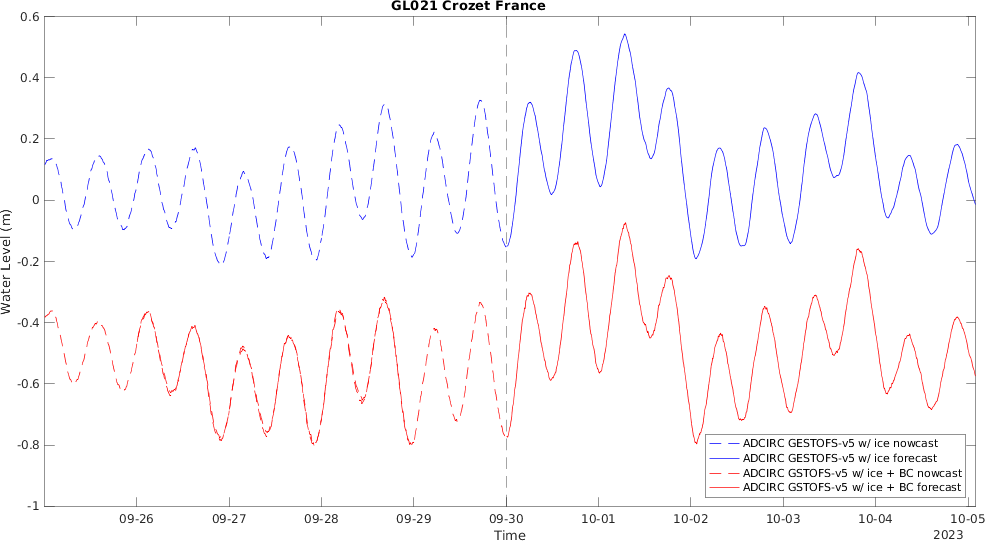 GL021 Crozet France
0.6
0.4
0.2
0
-0.2
-0.4
-0.6
-0.8
-1
Water Level (m)
09-26 09-27 09-28 09-29 09-30 10-01 10-02 10-03 10-04 10-05
Time
2023
ADCIRC GESTOFS-v5 w/ ice nowcast
ADCIRC GESTOFS-v5 w/ ice forecast
ADCIRC GSTOFS-v5 w/ ice + BC nowcast
ADCIRC GSTOFS-v5 w/ ice + BC forecast